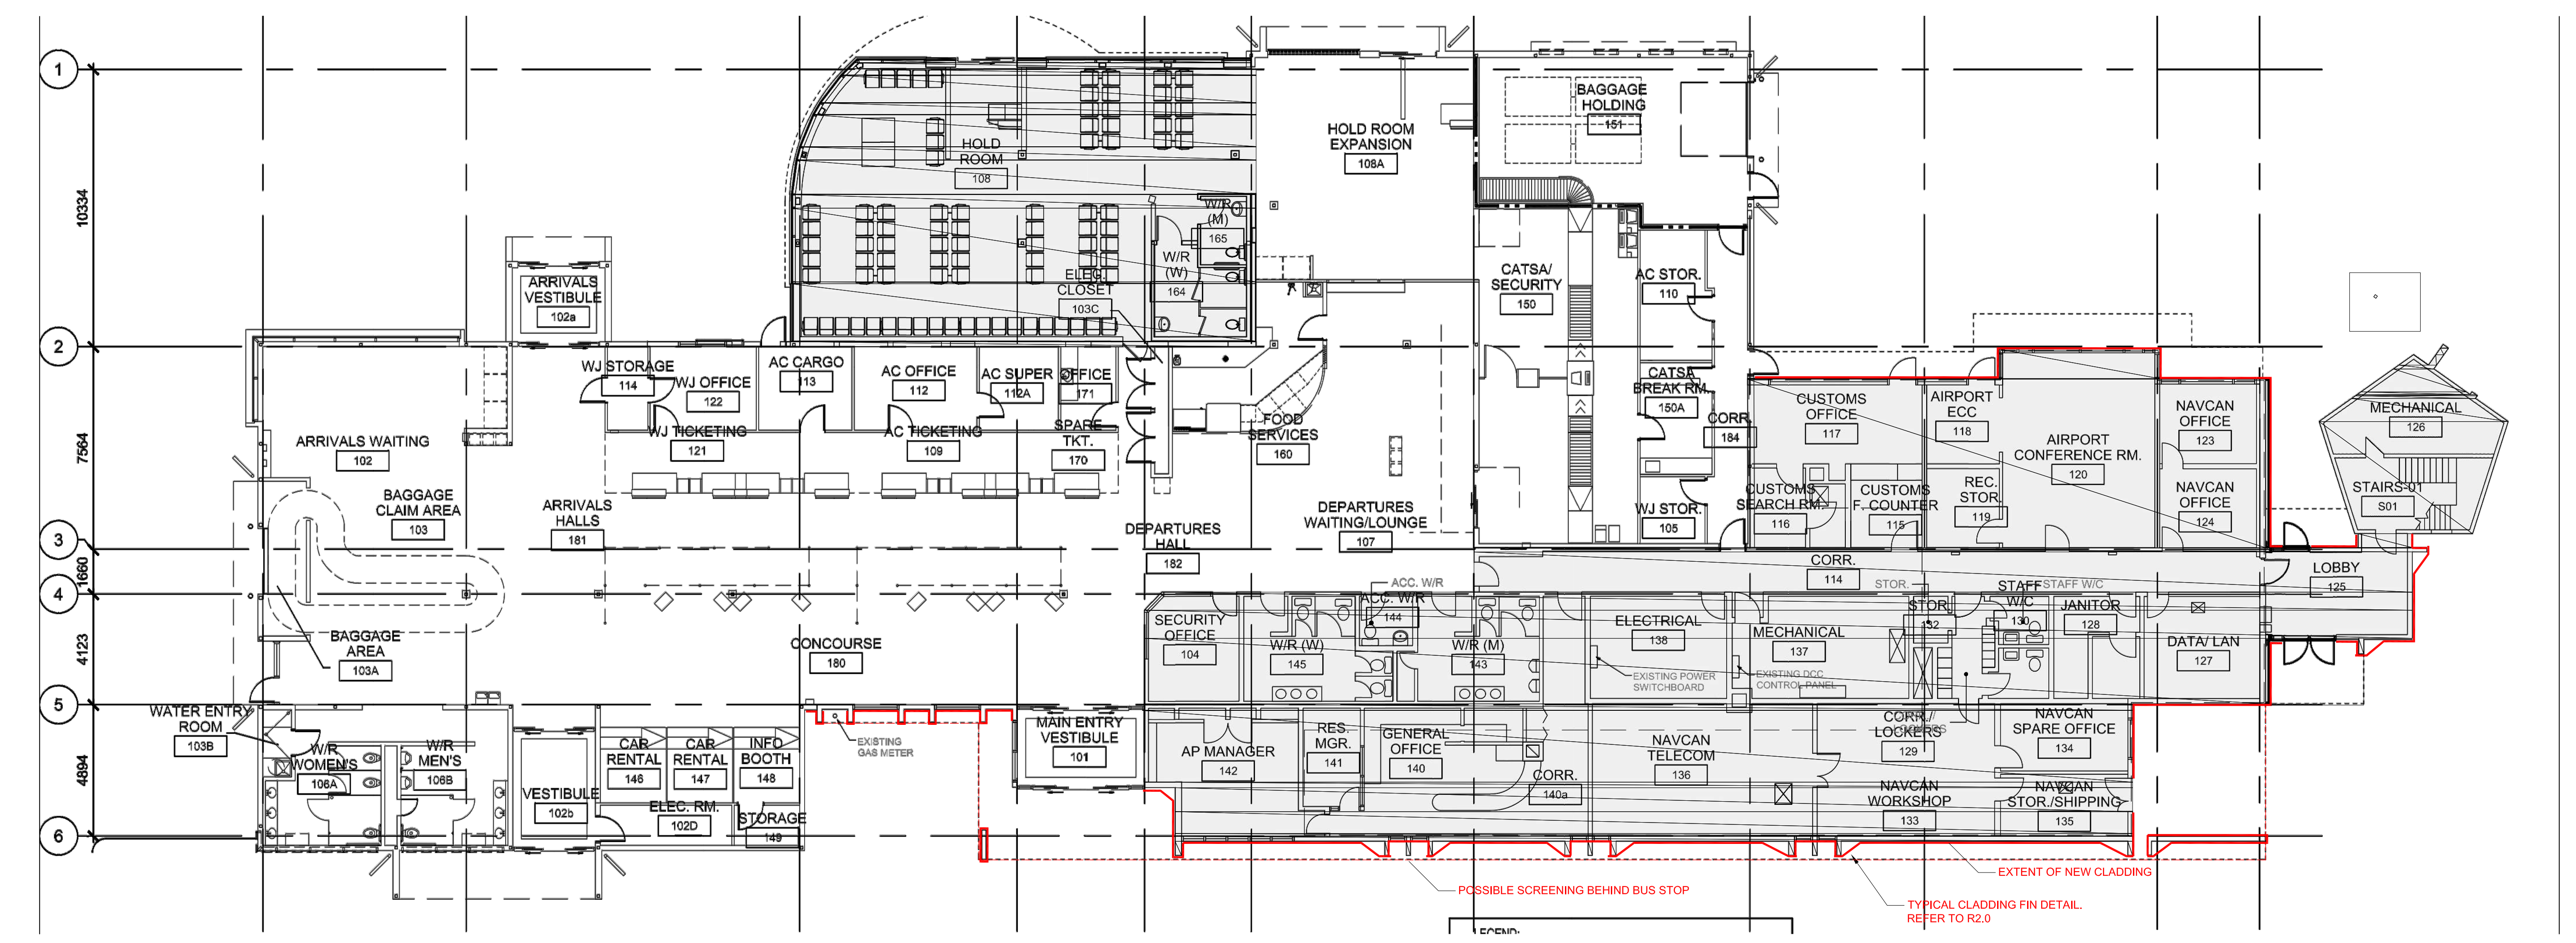 1
2
3
4
5
6
10334
7564
1660
4123
4894
HOLD
ROOM
108
HOLD ROOM
EXPANSION
108A
BAGGAGE
HOLDING
151
W/R
(M)
165
W/R
(W)
164
ELEC.
CLOSET
103C
ARRIVALS
VESTIBULE
102a
CATSA/
SECURITY
150
AC STOR.
110
CATSA
BREAK RM.
150A
CORR.
184
WJ STOR.
105
WJ STORAGE
114
WJ OFFICE
122
AC CARGO
113
AC OFFICE
112
AC SUPER
112A
OFFICE
171
ARRIVALS WAITING
102
WJ TICKETING
121
AC TICKETING
109
SPARE
TKT.
170
FOOD
SERVICES
160
BAGGAGE
CLAIM AREA
103
ARRIVALS
HALLS
181
DEPARTURES
HALL
182
DEPARTURES
WAITING/LOUNGE
107
CUSTOMS
OFFICE
117
AIRPORT
ECC
118
AIRPORT
CONFERENCE RM.
120
NAVCAN
OFFICE
123
NAVCAN
OFFICE
124
CUSTOMS
SEARCH RM.
116
CUSTOMS
F. COUNTER
115
REC.
STOR.
119
MECHANICAL
126
STAIRS-01
S01
LOBBY
125
CORR.
114
BAGGAGE
AREA
103A
CONCOURSE
180
SECURITY
OFFICE
104
W/R (W)
145
ACC. W/R
ACC. W/R
144
W/R (M)
143
ELECTRICAL
138
MECHANICAL
137
STOR.
STOR.
132
STAFF
W/C
130
STAFF W/C
JANITOR
128
DATA/ LAN
127
EXISTING POWER
SWITCHBOARD
EXISTING DCC
CONTROL PANEL
WATER ENTRY
ROOM
103B
W/R
WOMEN'S
106A
W/R
MEN'S
106B
VESTIBULE
102b
CAR
RENTAL
146
CAR
RENTAL
147
INFO
BOOTH
148
ELEC. RM.
102D
STORAGE
149
EXISTING
GAS METER
MAIN ENTRY
VESTIBULE
101
AP MANAGER
142
RES.
MGR.
141
GENERAL
OFFICE
140
CORR.
140a
NAVCAN
TELECOM
136
CORR./
LOCKERS
129
NAVCAN
SPARE OFFICE
134
NAVCAN
WORKSHOP
133
NAVCAN
STOR./SHIPPING
135
POSSIBLE SCREENING BEHIND BUS STOP
EXTENT OF NEW CLADDING
TYPICAL CLADDING FIN DETAIL.
REFER TO R2,0
LEGEND: